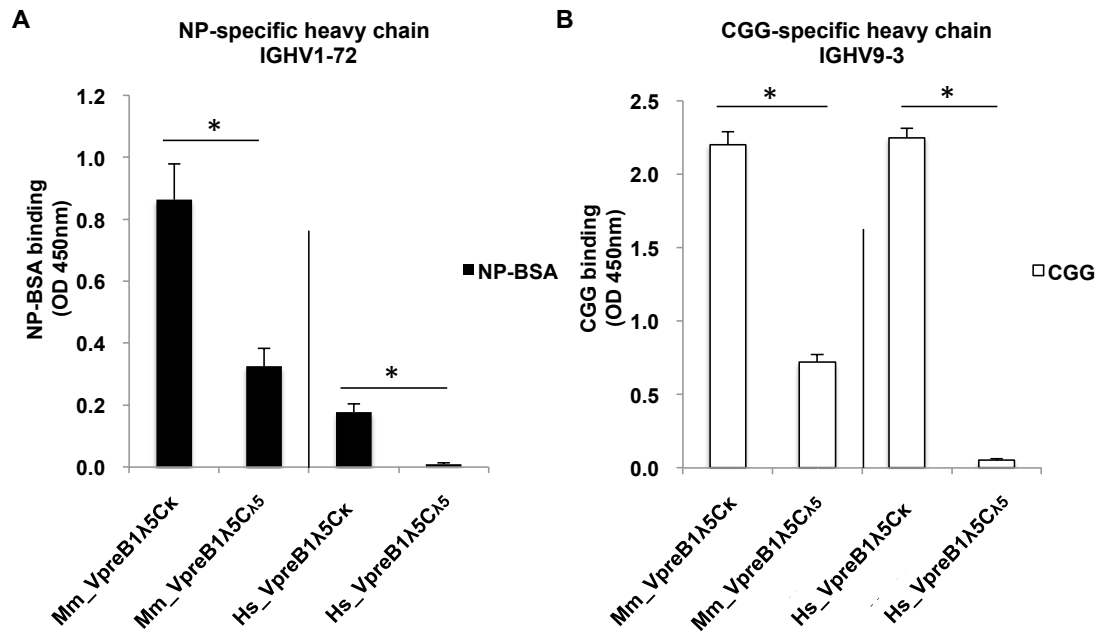 A
NP-specific heavy chain
IGHV1-72
NP-BSA binding
(OD 450nm)
1.2
1.0
0.8
0.6
0.4
0.2
0.0
*
*
NP-BSA
Mm_VpreB1λ5Cκ
Mm_VpreB1λ5Cλ5
Hs_VpreB1λ5Cκ
Hs_VpreB1λ5Cλ5
B
CGG-specific heavy chain
IGHV9-3
CGG binding
(OD 450nm)
2.5
2.0
1.5
1.0
0.5
0.0
*
*
CGG
Mm_VpreB1λ5Cκ
Mm_VpreB1λ5Cλ5
Hs_VpreB1λ5Cκ
Hs_VpreB1λ5Cλ5